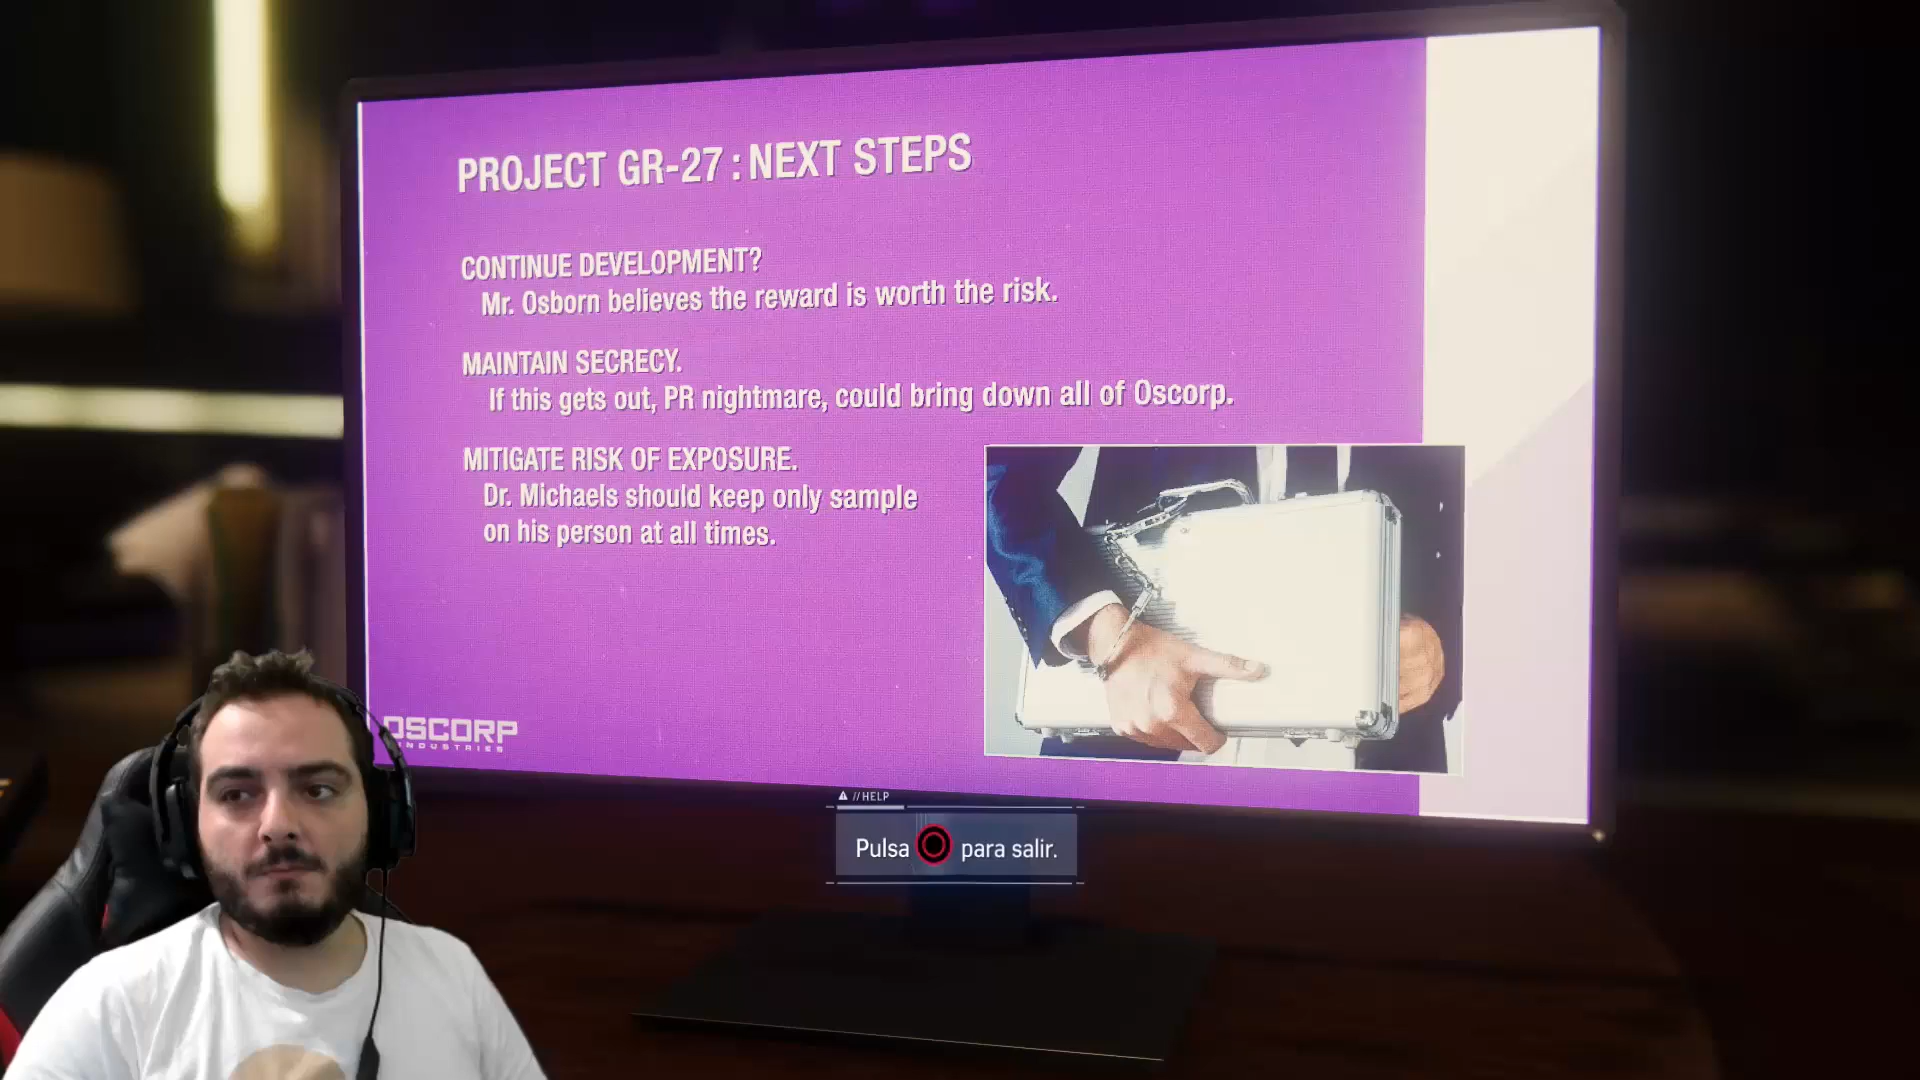 PROJECT GR-27 : NEXT STEPS
CONTINUE DEVELOPMENT?
Mr. Osborn believes the reward is worth the risk.
MAINTAIN SECRECY.
If this gets out, PR nightmare, could bring down all of Oscorp.
MITIGATE RISK OF EXPOSURE.
Dr. Michaels should keep only sample
on his person at all times.
OSCORP
INDUSTRIES
//HELP
Pulsa para salir.